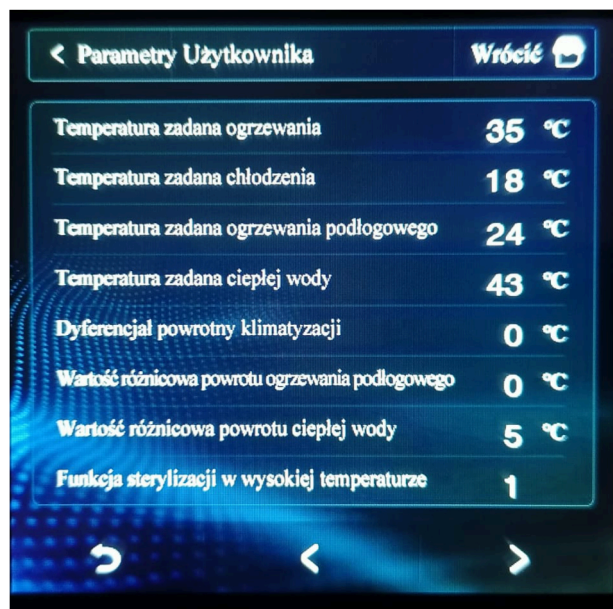 < Parametry Użytkownika Wrócić
Temperatura zadana ogrzewania 35 °C
Temperatura zadana chłodzenia 18 °C
Temperatura zadana ogrzewania podłogowego 24 °C
Temperatura zadana ciepłej wody 43 °C
Dyferencjał powrotny klimatyzacji 0 °C
Wartość różnicowa powrotu ogrzewania podłogowego 0 °C
Wartość różnicowa powrotu ciepłej wody 5 °C
Funkcja sterylizacji w wysokiej temperaturze 1